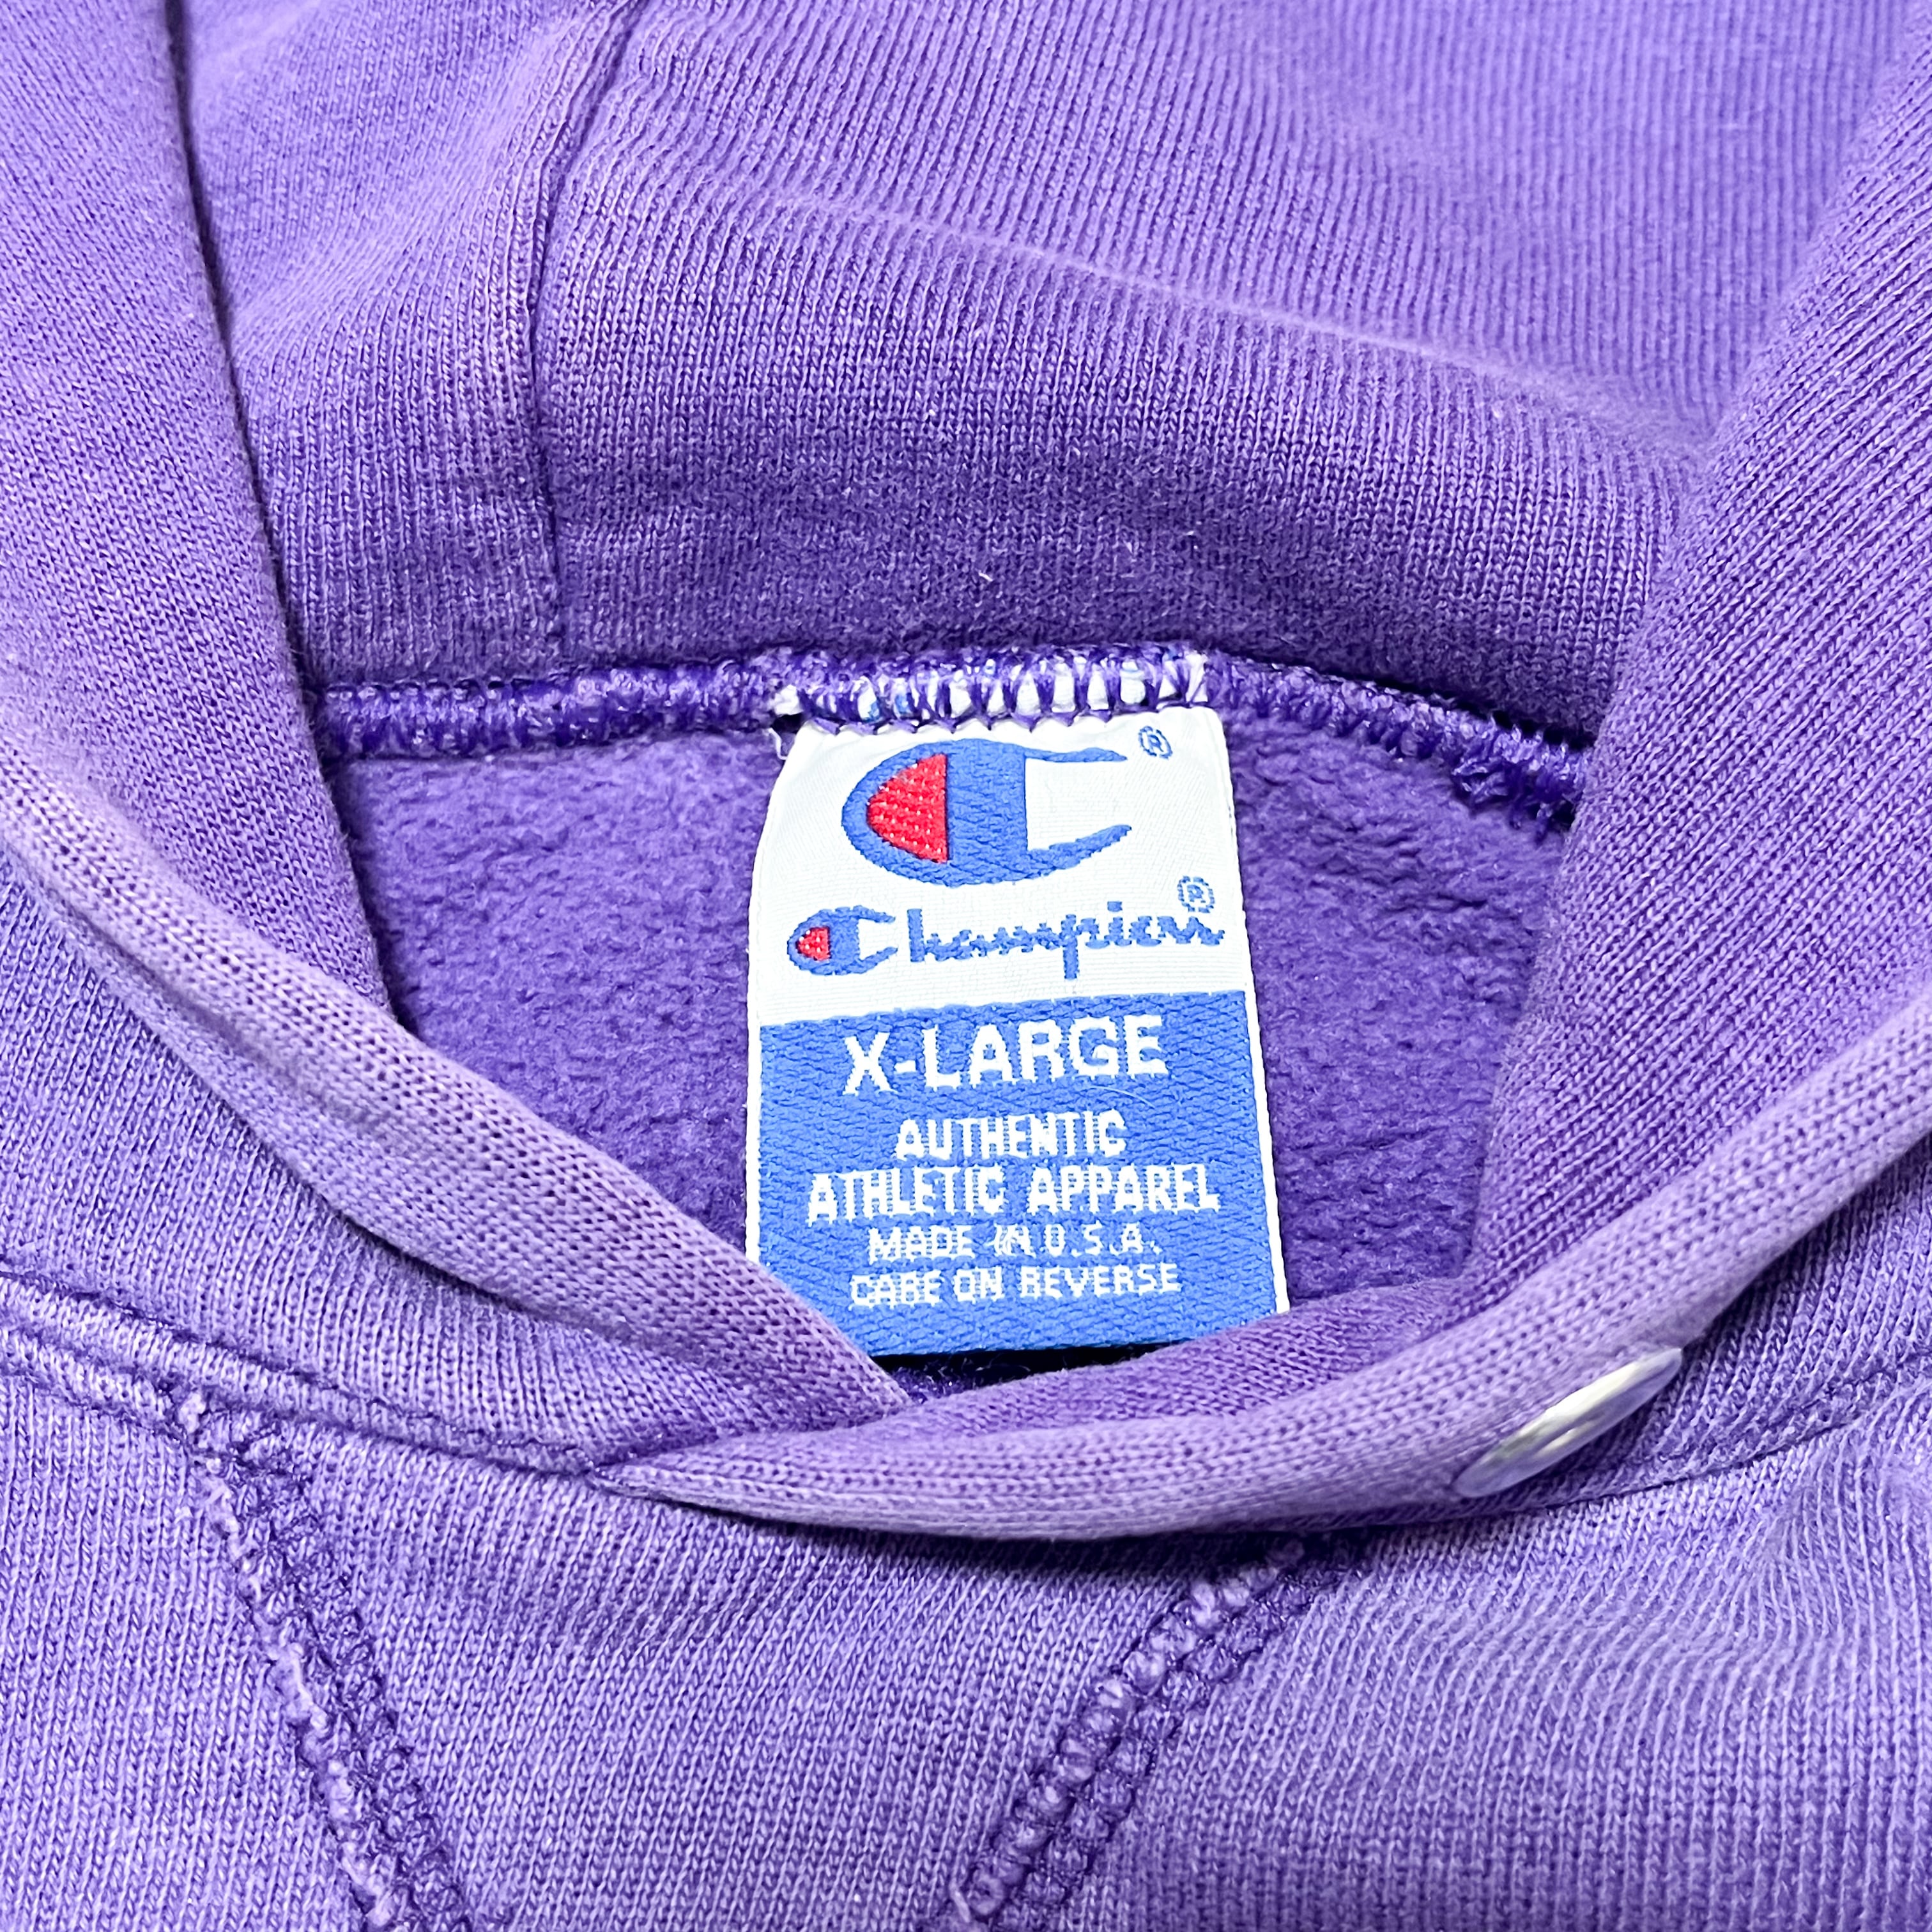 ®
Champion®
X-LARGE
AUTHENTIC
ATHLETIC APPAREL
MADE IN U.S.A.
CARE ON REVERSE